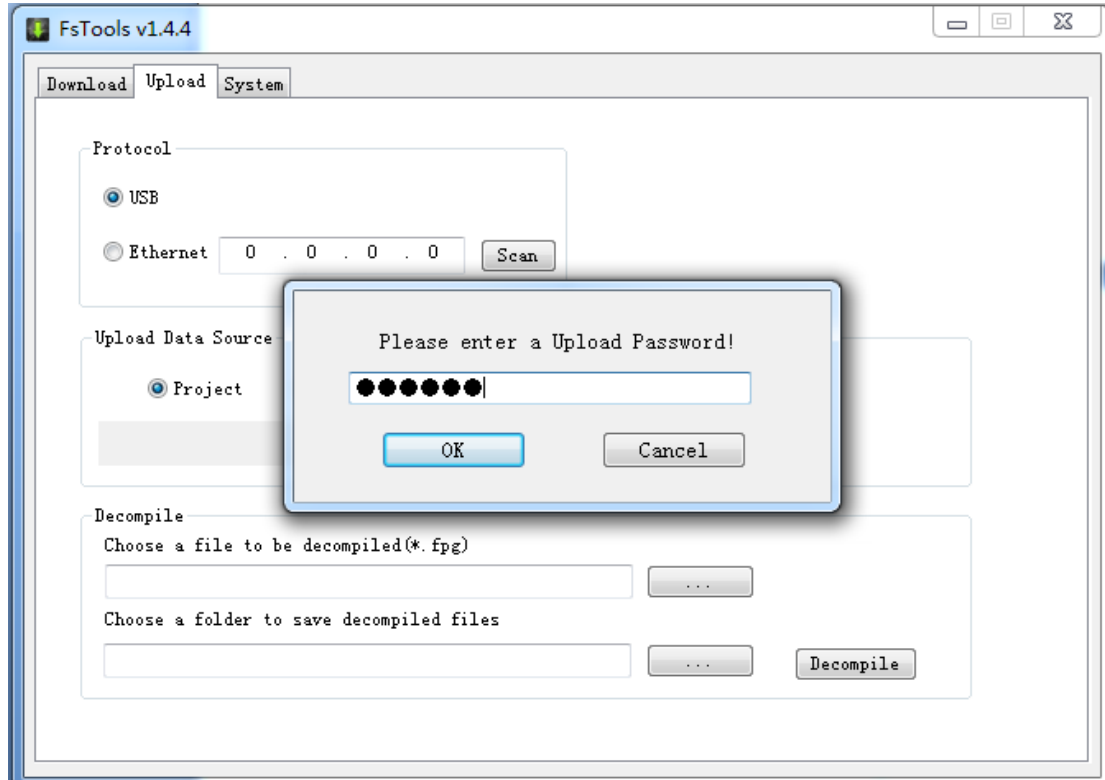 FsTools v1.4.4
Download Upload System
Protocol
USB
Ethernet 0 . 0 . 0 . 0 Scan
Upload Data Source
Project
Please enter a Upload Password!
●●●●●●
OK Cancel
Decompile
Choose a file to be decompiled(*.fpg)
...
Choose a folder to save decompiled files
... Decompile